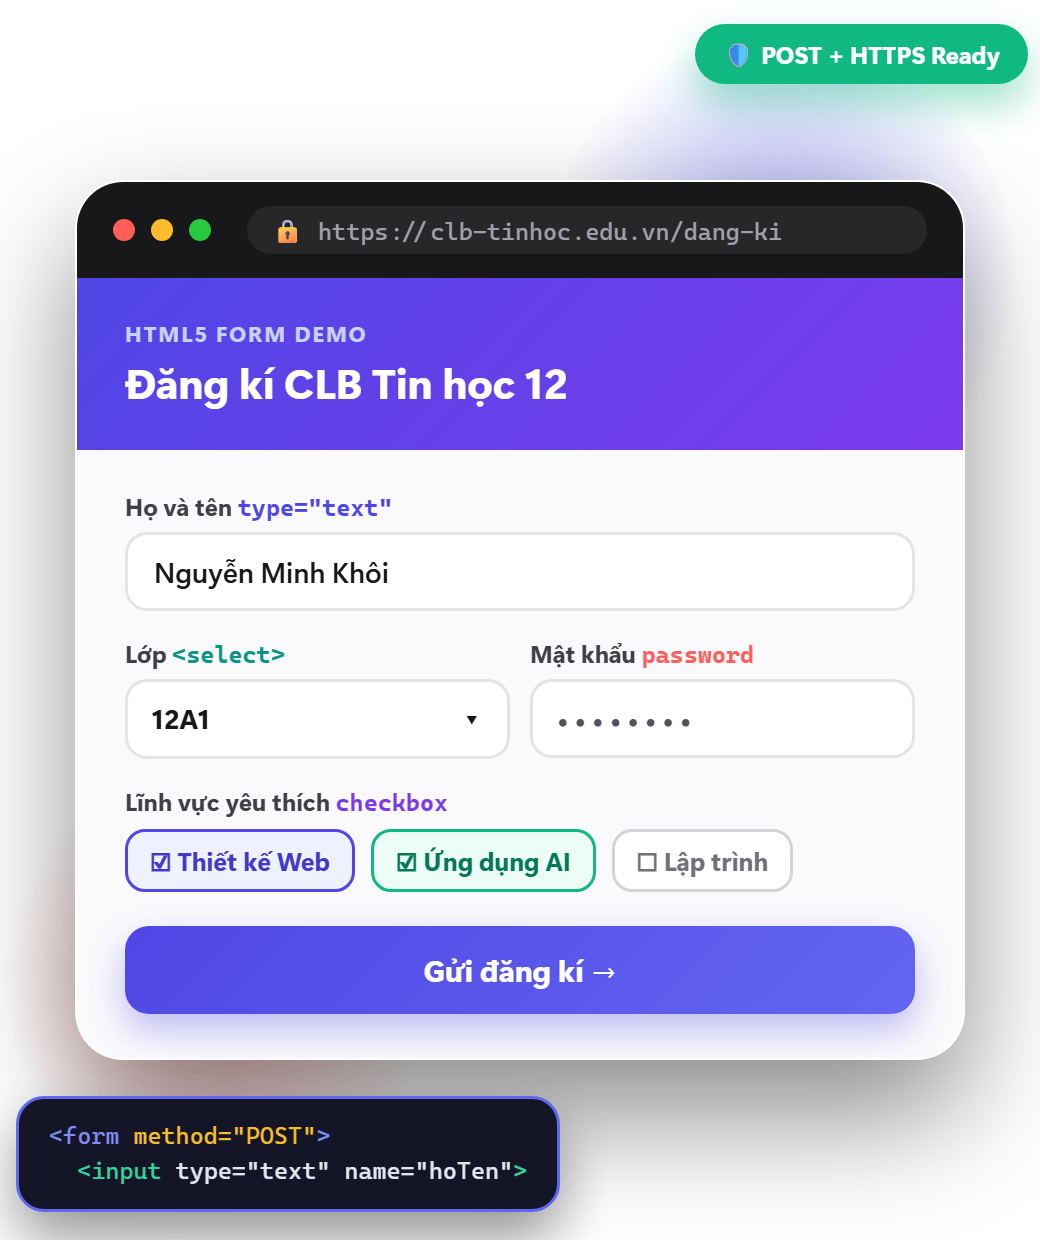 POST + HTTPS Ready
https://clb-tinhoc.edu.vn/dang-ki
HTML5 FORM DEMO
Đăng kí CLB Tin học 12
Họ và tên type="text"
Nguyễn Minh Khôi
Lớp <select>
12A1 ▼
Mật khẩu password
••••••••
Lĩnh vực yêu thích checkbox
☑ Thiết kế Web ☑ Ứng dụng AI ☐ Lập trình
Gửi đăng kí →
<form method="POST">
<input type="text" name="hoTen">